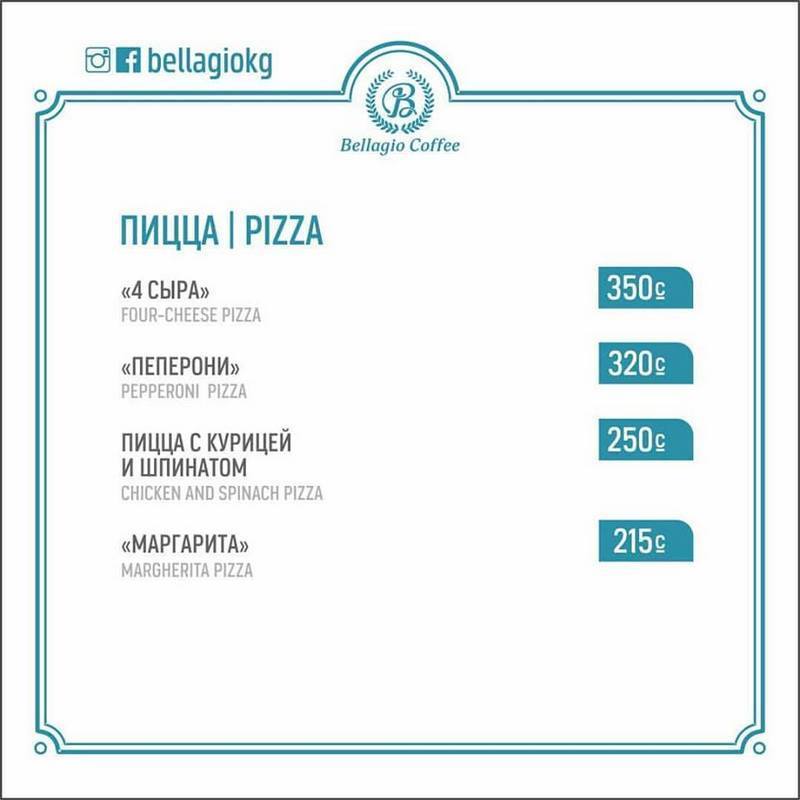 bellagiokg
B
Bellagio Coffee
ПИЦЦА | PIZZA
«4 СЫРА» 350с
FOUR-CHEESE PIZZA
«ПЕПЕРОНИ» 320с
PEPPERONI PIZZA
ПИЦЦА С КУРИЦЕЙ 250с
И ШПИНАТОМ
CHICKEN AND SPINACH PIZZA
«МАРГАРИТА» 215с
MARGHERITA PIZZA